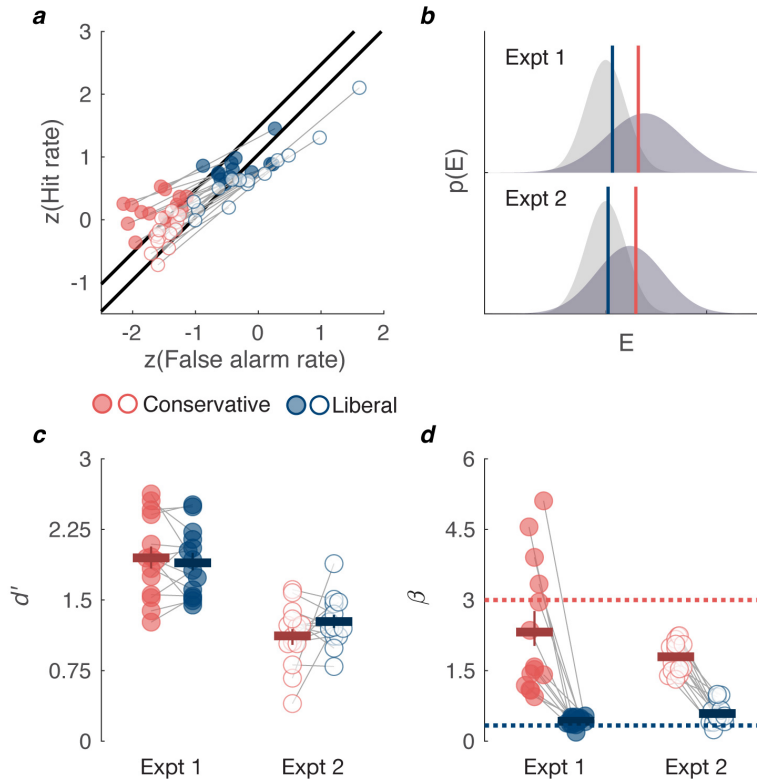 a
3
2
1
0
-1
z(Hit rate)
-2 -1 0 1 2
z(False alarm rate)
b
Expt 1
Expt 2
p(E)
E
Conservative Liberal
c
6
3
2.25
1.5
0.75
0
d'
Expt 1 Expt 2
d
6
4.5
3
1.5
0
β
Expt 1 Expt 2